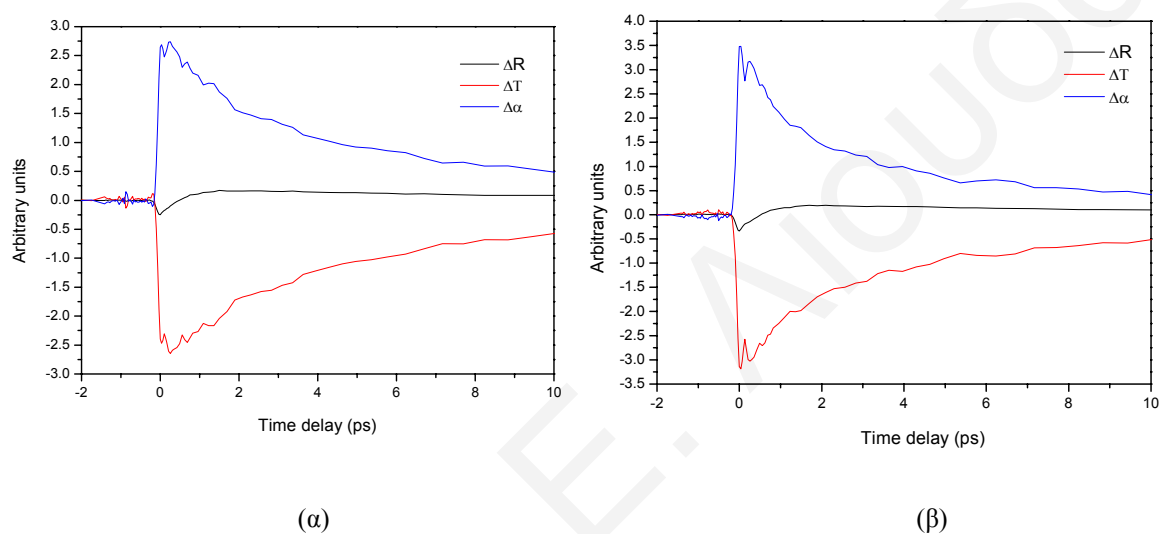 3.0
2.5
2.0
1.5
1.0
0.5
0.0
-0.5
-1.0
-1.5
-2.0
-2.5
-3.0
Arbitrary units
ΔR
ΔT
Δα
-2 0 2 4 6 8 10
Time delay (ps)
(α)
4.0
3.5
3.0
2.5
2.0
1.5
1.0
0.5
0.0
-0.5
-1.0
-1.5
-2.0
-2.5
-3.0
-3.5
Arbitrary units
ΔR
ΔT
Δα
-2 0 2 4 6 8 10
Time delay (ps)
(β)